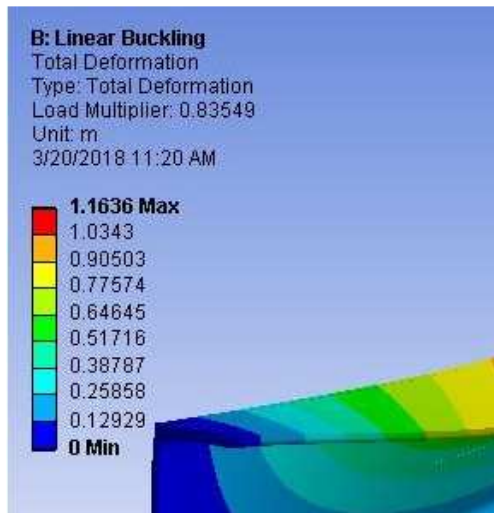 B: Linear Buckling
Total Deformation
Type: Total Deformation
Load Multiplier: 0.83549
Unit: m
3/20/2018 11:20 AM
1.1636 Max
1.0343
0.90503
0.77574
0.64645
0.51716
0.38787
0.25858
0.12929
0 Min